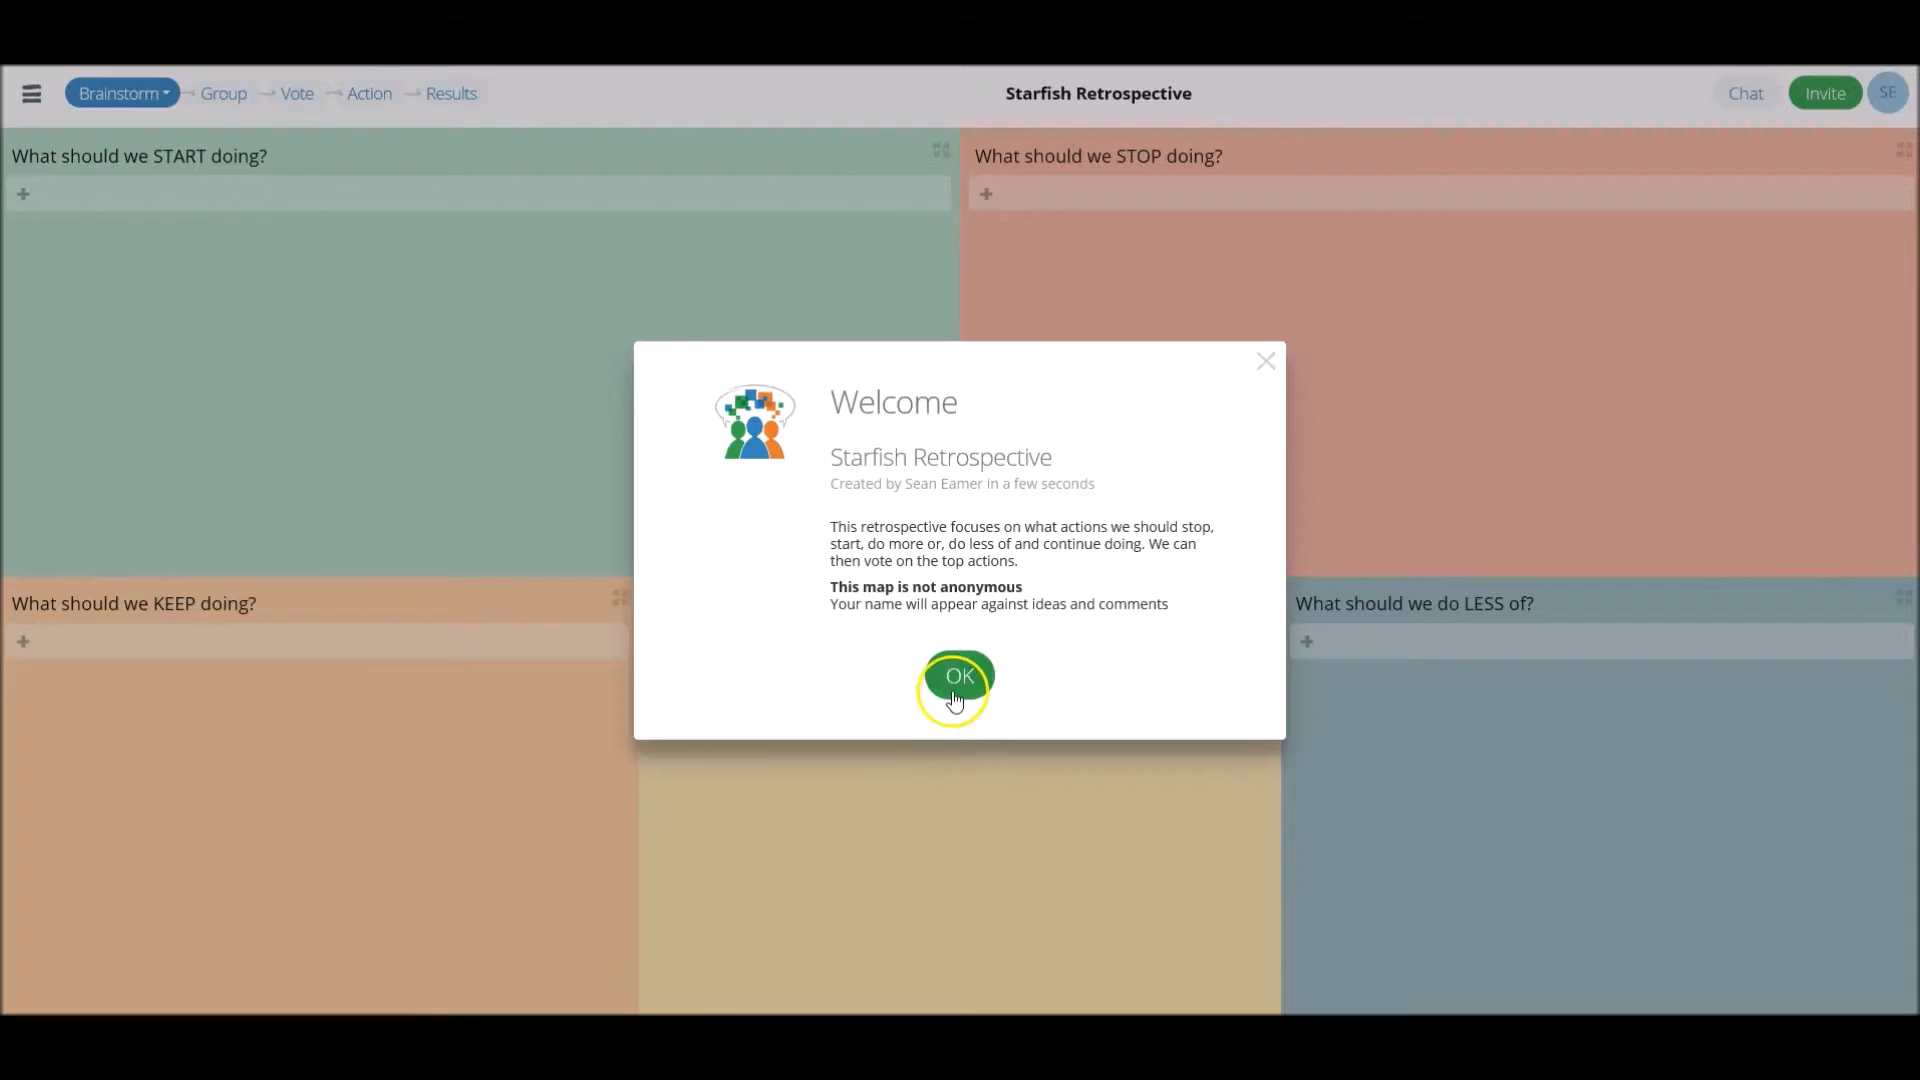 Brainstorm Group Vote Action Results
Starfish Retrospective
Chat Invite SE
What should we START doing?
What should we STOP doing?
Welcome
Starfish Retrospective
Created by Sean Eamer in a few seconds
This retrospective focuses on what actions we should stop,
start, do more or, do less of and continue doing. We can
then vote on the top actions.
This map is not anonymous
Your name will appear against ideas and comments
OK
What should we KEEP doing?
What should we do LESS of?